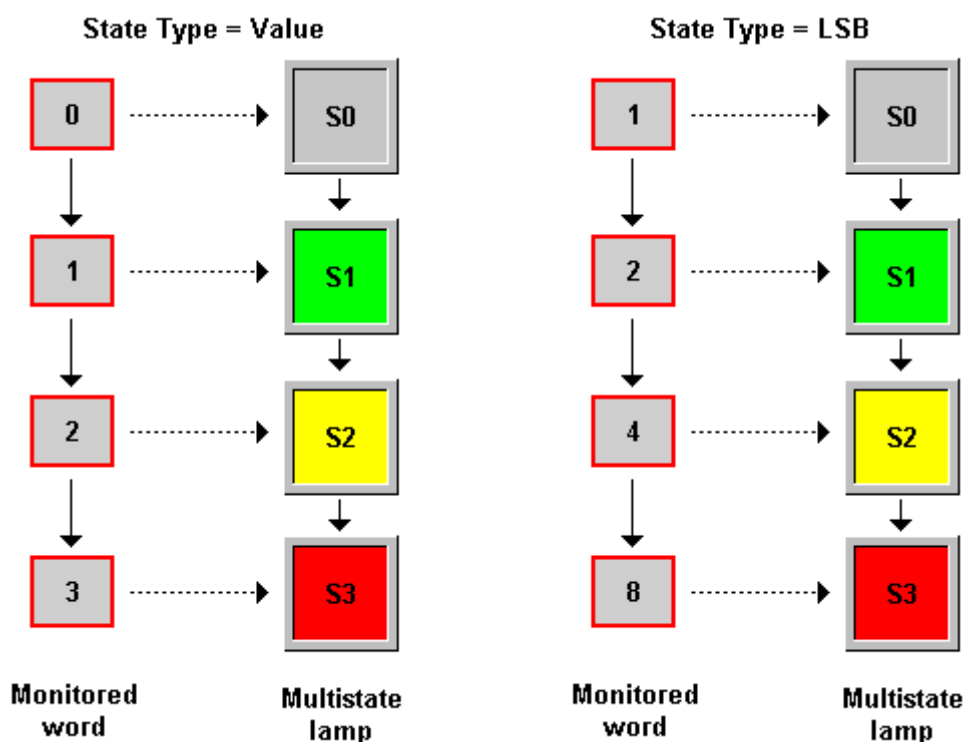 State Type = Value
0
S0
1
S1
2
S2
3
S3
Monitored
word
Multistate
lamp
State Type = LSB
1
S0
2
S1
4
S2
8
S3
Monitored
word
Multistate
lamp